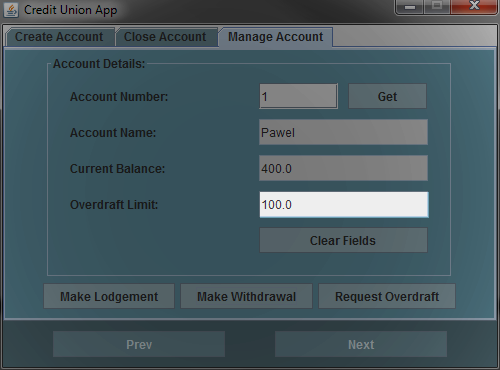 Credit Union App
Create Account Close Account Manage Account
Account Details:
Account Number: 1 Get
Account Name: Pawel
Current Balance: 400.0
Overdraft Limit: 100.0
Clear Fields
Make Lodgement Make Withdrawal Request Overdraft
Prev Next